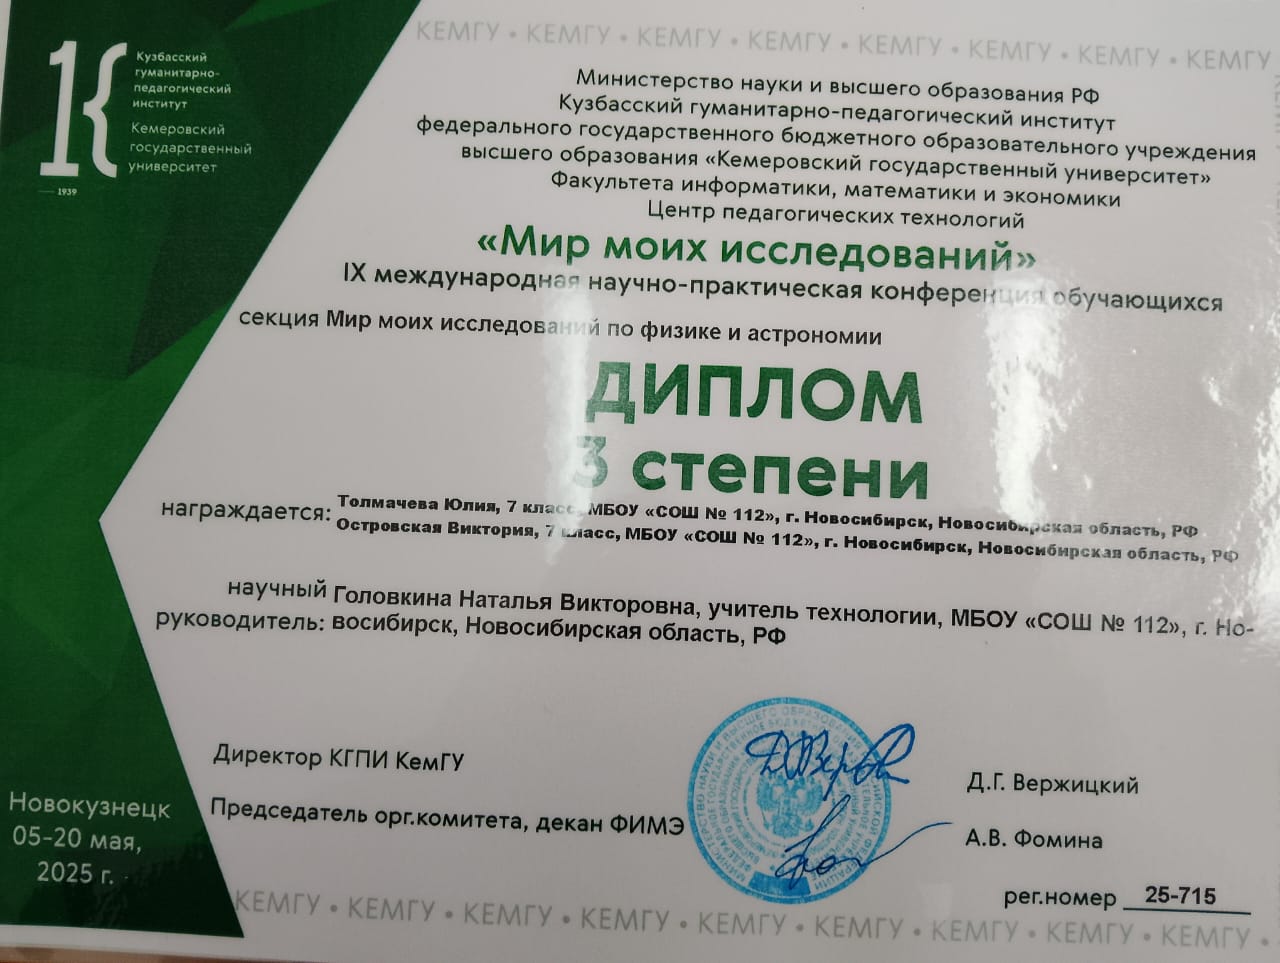 КЕМГУ • КЕМГУ • КЕМГУ • КЕМГУ • КЕМГУ • КЕМГУ • КЕМГУ • КЕМГУ
Кузбасский
гуманитарно-
педагогический
институт
Кемеровский
государственный
университет
1939
Министерство науки и высшего образования РФ
Кузбасский гуманитарно-педагогический институт
федерального государственного бюджетного образовательного учреждения
высшего образования «Кемеровский государственный университет»
Факультета информатики, математики и экономики
Центр педагогических технологий
«Мир моих исследований»
IX международная научно-практическая конференция обучающихся
секция Мир моих исследований по физике и астрономии
ДИПЛОМ
3 степени
награждается: Толмачева Юлия, 7 класс, МБОУ «СОШ № 112», г. Новосибирск, Новосибирская область, РФ
Островская Виктория, 7 класс, МБОУ «СОШ № 112», г. Новосибирск, Новосибирская область, РФ
научный Головкина Наталья Викторовна, учитель технологии, МБОУ «СОШ № 112», г. Но-
руководитель: восибирск, Новосибирская область, РФ
Директор КГПИ КемГУ
Д.Г. Вержицкий
Председатель орг.комитета, декан ФИМЭ
А.В. Фомина
Новокузнецк
05-20 мая,
2025 г.
рег.номер 25-715
КЕМГУ • КЕМГУ • КЕМГУ • КЕМГУ • КЕМГУ • КЕМГУ • КЕМГУ • КЕМГУ • КЕМГУ •